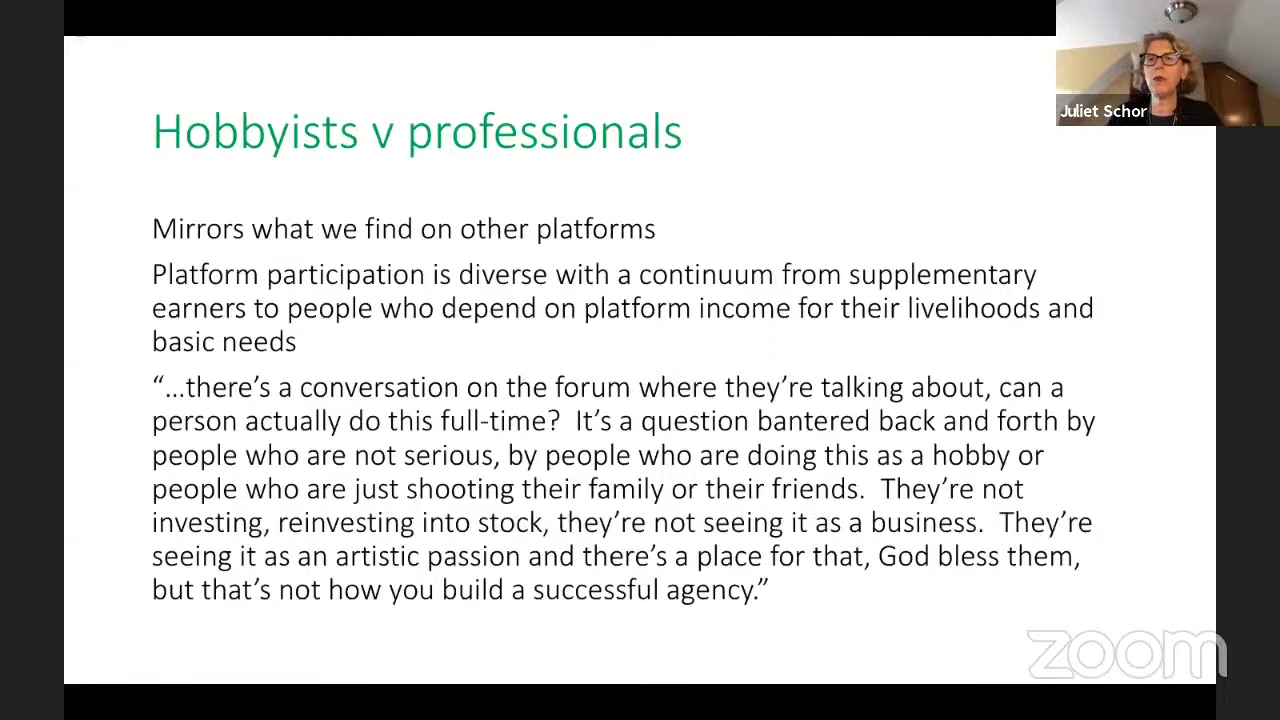 Hobbyists v professionals
Juliet Schor
Mirrors what we find on other platforms
Platform participation is diverse with a continuum from supplementary
earners to people who depend on platform income for their livelihoods and
basic needs
“…there’s a conversation on the forum where they’re talking about, can a
person actually do this full-time?  It’s a question bantered back and forth by
people who are not serious, by people who are doing this as a hobby or
people who are just shooting their family or their friends.  They’re not
investing, reinvesting into stock, they’re not seeing it as a business.  They’re
seeing it as an artistic passion and there’s a place for that, God bless them,
but that’s not how you build a successful agency.”
zoom